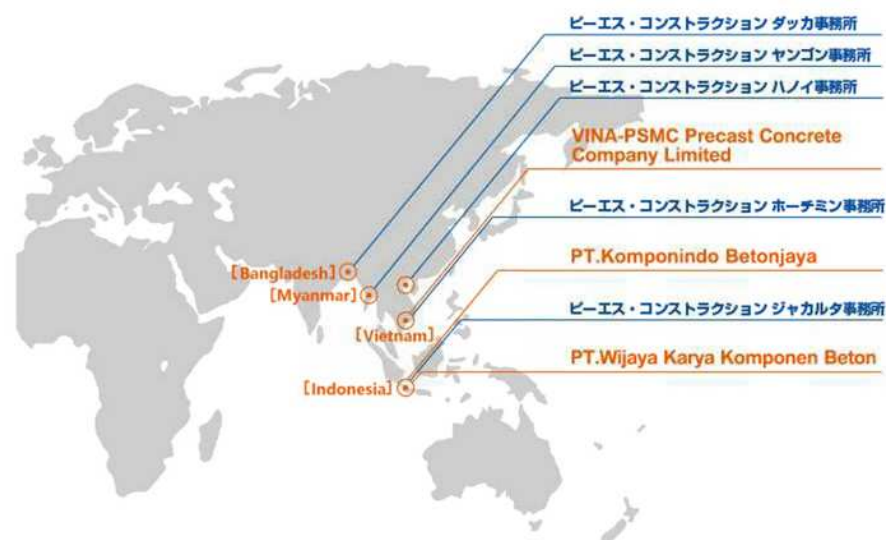 ピーエス・コンストラクション ダッカ事務所
ピーエス・コンストラクション ヤンゴン事務所
ピーエス・コンストラクション ハノイ事務所
VINA-PSMC Precast Concrete
Company Limited
ピーエス・コンストラクション ホーチミン事務所
PT.Komponindo Betonjaya
ピーエス・コンストラクション ジャカルタ事務所
PT.Wijaya Karya Komponen Beton
[Bangladesh]
[Myanmar]
[Vietnam]
[Indonesia]